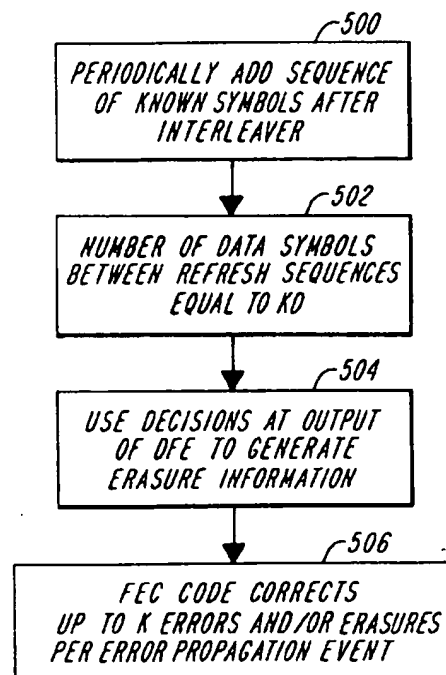 500
PERIODICALLY ADD SEQUENCE
OF KNOWN SYMBOLS AFTER
INTERLEAVER
502
NUMBER OF DATA SYMBOLS
BETWEEN REFRESH SEQUENCES
EQUAL TO KD
504
USE DECISIONS AT OUTPUT
OF DFE TO GENERATE
ERASURE INFORMATION
506
FEC CODE CORRECTS
UP TO K ERRORS AND/OR ERASURES
PER ERROR PROPAGATION EVENT